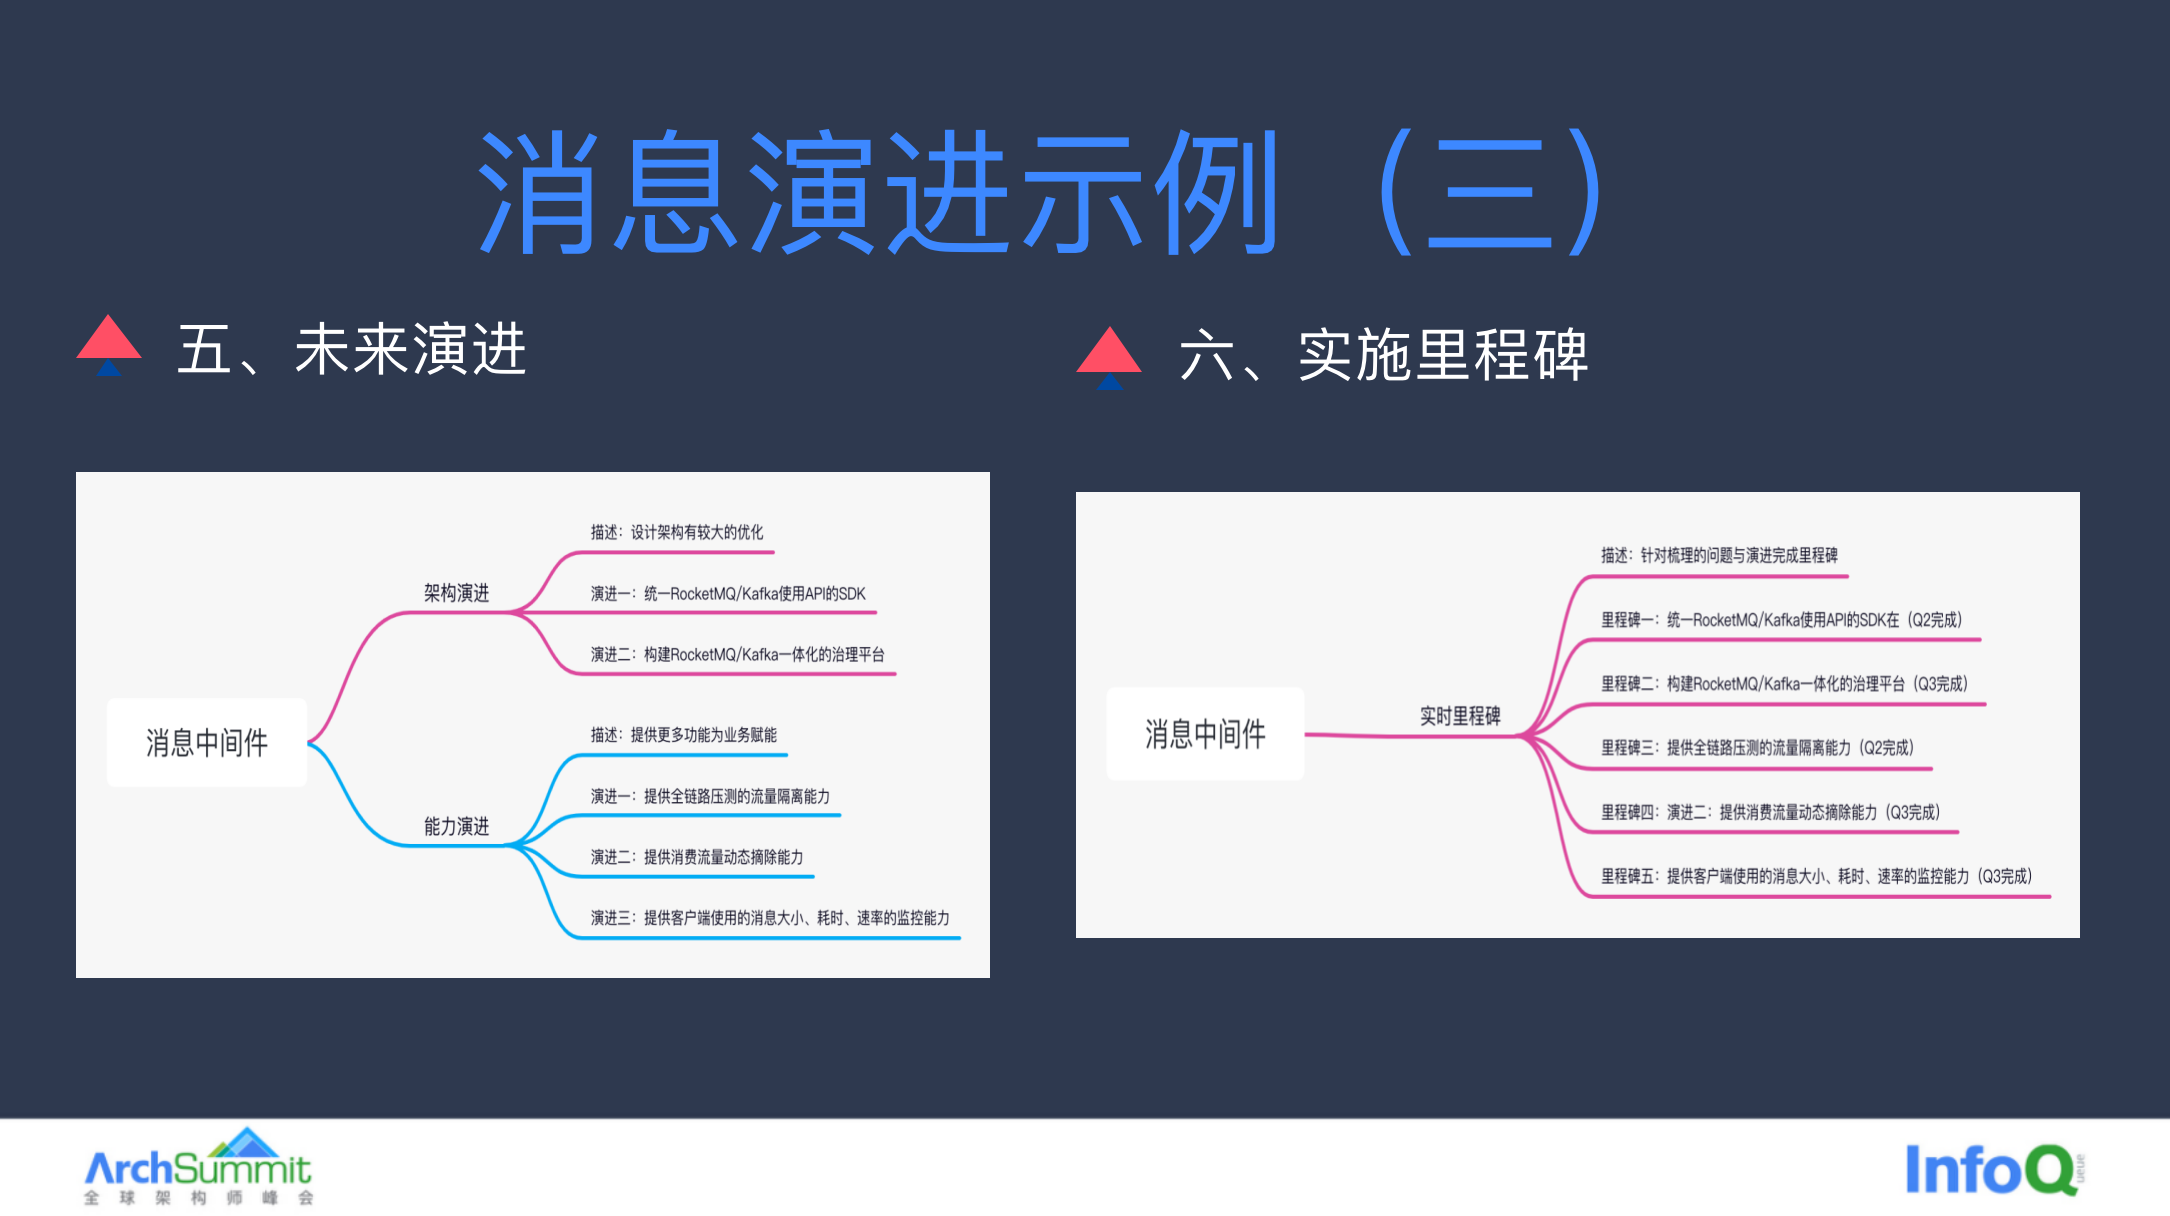 消息演进示例（三）
五、未来演进
六、实施里程碑
消息中间件
架构演进
描述：设计架构有较大的优化
演进一：统一RocketMQ/Kafka使用API的SDK
演进二：构建RocketMQ/Kafka一体化的治理平台
能力演进
描述：提供更多功能为业务赋能
演进一：提供全链路压测的流量隔离能力
演进二：提供消费流量动态摘除能力
演进三：提供客户端使用的消息大小、耗时、速率的监控能力
消息中间件
实时里程碑
描述：针对梳理的问题与演进完成里程碑
里程碑一：统一RocketMQ/Kafka使用API的SDK在（Q2完成）
里程碑二：构建RocketMQ/Kafka一体化的治理平台（Q3完成）
里程碑三：提供全链路压测的流量隔离能力（Q2完成）
里程碑四：演进二：提供消费流量动态摘除能力（Q3完成）
里程碑五：提供客户端使用的消息大小、耗时、速率的监控能力（Q3完成）
ArchSummit
全球架构师峰会
InfoQ
ueue